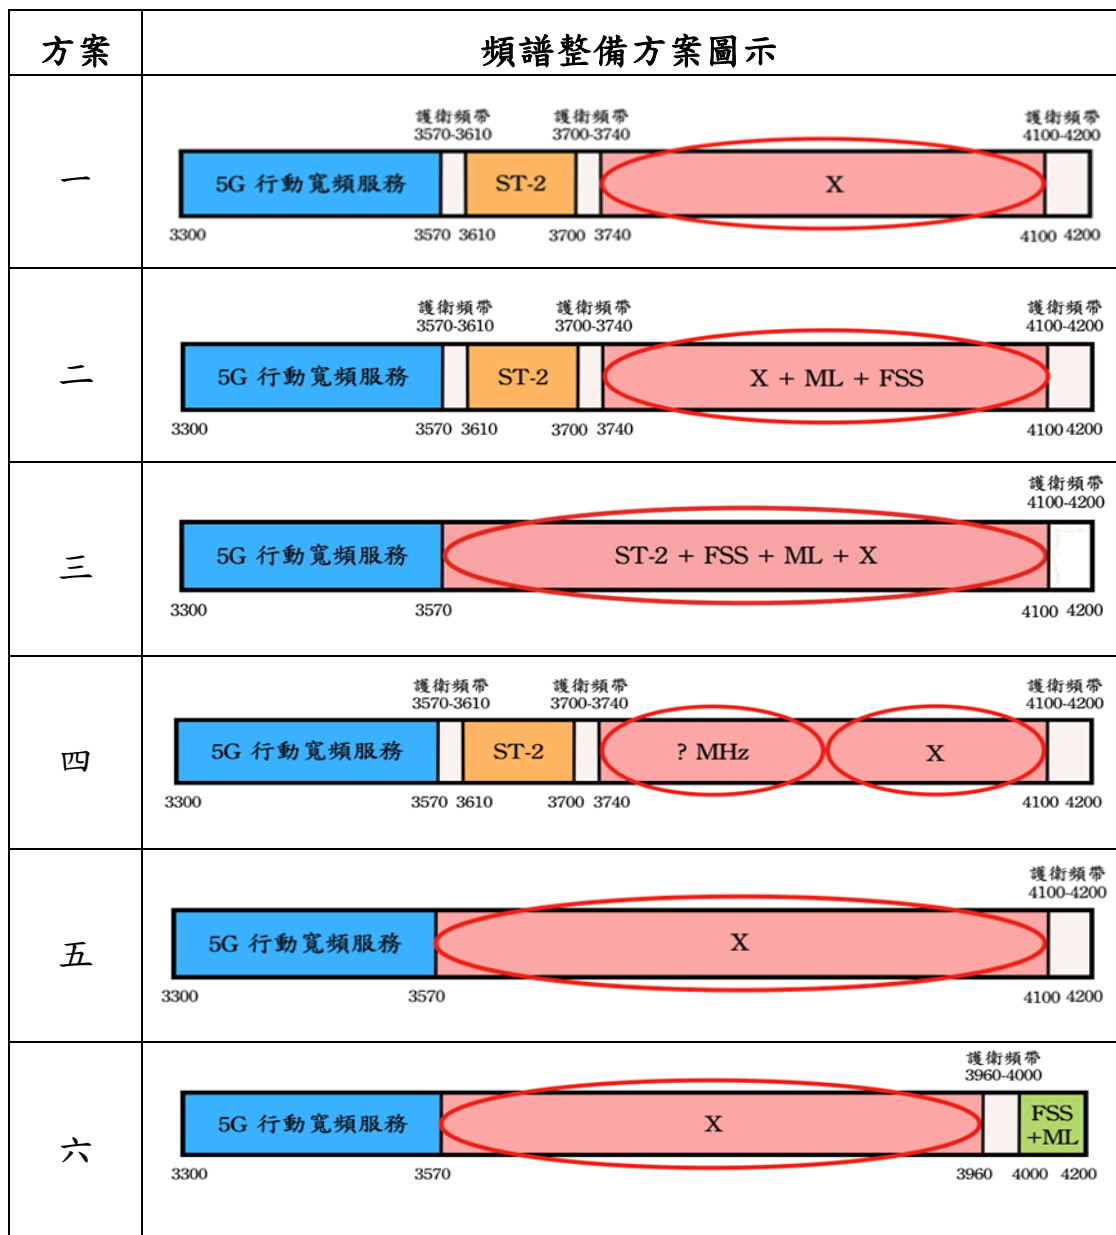 方案 頻譜整備方案圖示
一
護衛頻帶 護衛頻帶 護衛頻帶
3570-3610 3700-3740 4100-4200
5G 行動寬頻服務 ST-2 X
3300 3570 3610 3700 3740 4100 4200
二
護衛頻帶 護衛頻帶 護衛頻帶
3570-3610 3700-3740 4100-4200
5G 行動寬頻服務 ST-2 X + ML + FSS
3300 3570 3610 3700 3740 4100 4200
三
護衛頻帶
4100-4200
5G 行動寬頻服務 ST-2 + FSS + ML + X
3300 3570 4100 4200
四
護衛頻帶 護衛頻帶 護衛頻帶
3570-3610 3700-3740 4100-4200
5G 行動寬頻服務 ST-2 ? MHz X
3300 3570 3610 3700 3740 4100 4200
五
護衛頻帶
4100-4200
5G 行動寬頻服務 X
3300 3570 4100 4200
六
護衛頻帶
3960-4000
5G 行動寬頻服務 X FSS
+ML
3300 3570 3960 4000 4200